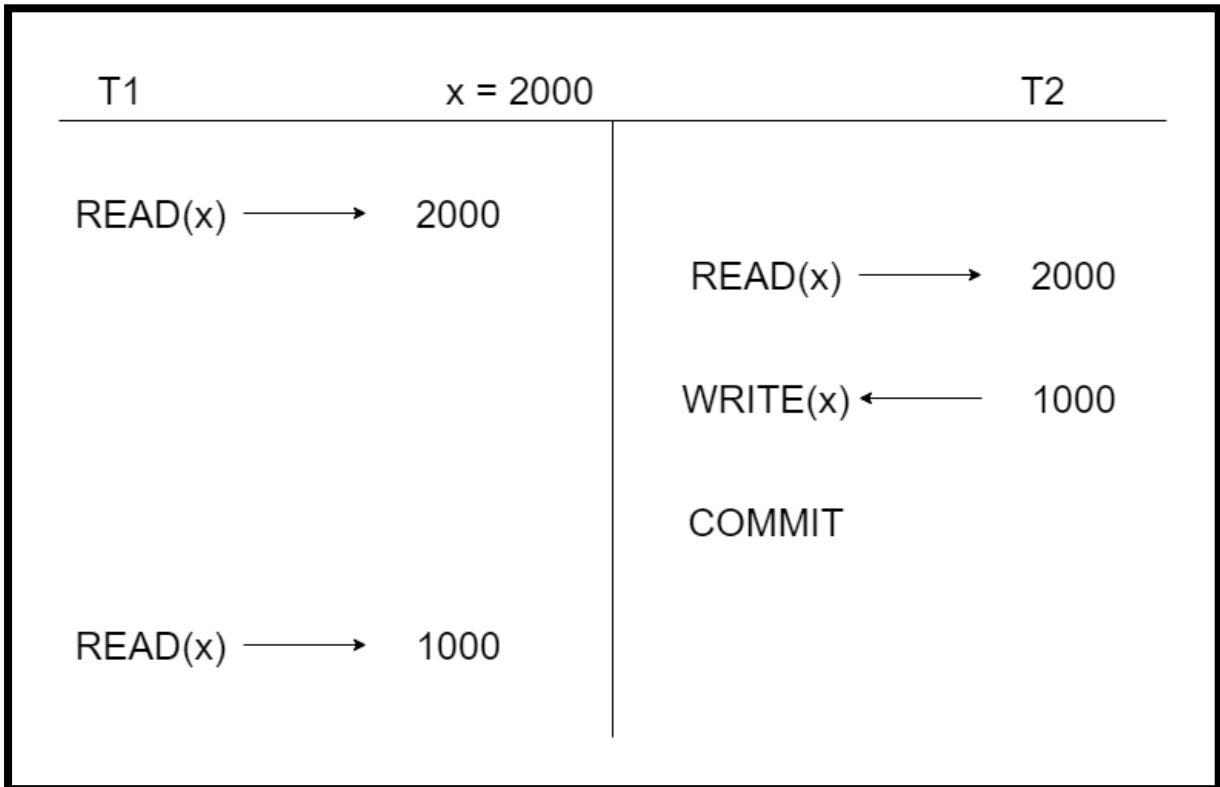 T1 x = 2000 T2
READ(x) 2000
READ(x) 2000
WRITE(x) 1000
COMMIT
READ(x) 1000